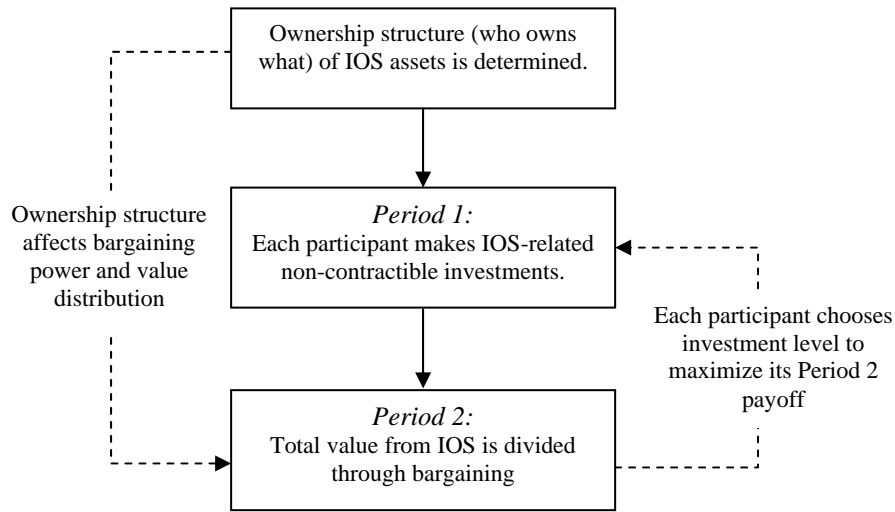 Ownership structure (who owns
what) of IOS assets is determined.
Ownership structure
affects bargaining
power and value
distribution
Period 1:
Each participant makes IOS-related
non-contractible investments.
Each participant chooses
investment level to
maximize its Period 2
payoff
Period 2:
Total value from IOS is divided
through bargaining